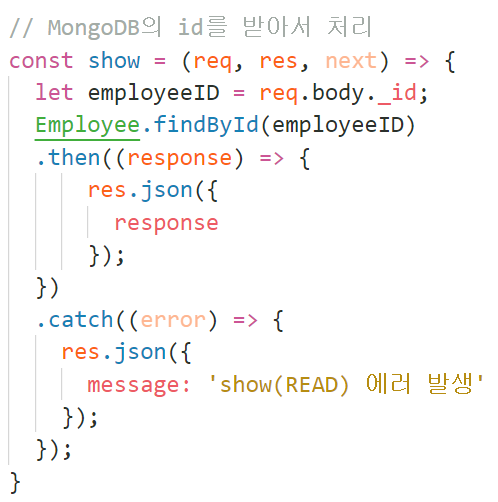 // MongoDB의 id를 받아서 처리
const show = (req, res, next) => {
  let employeeID = req.body._id;
  Employee.findById(employeeID)
  .then((response) => {
      res.json({
        response
      });
  })
  .catch((error) => {
    res.json({
      message: 'show(READ) 에러 발생'
    });
  });
}